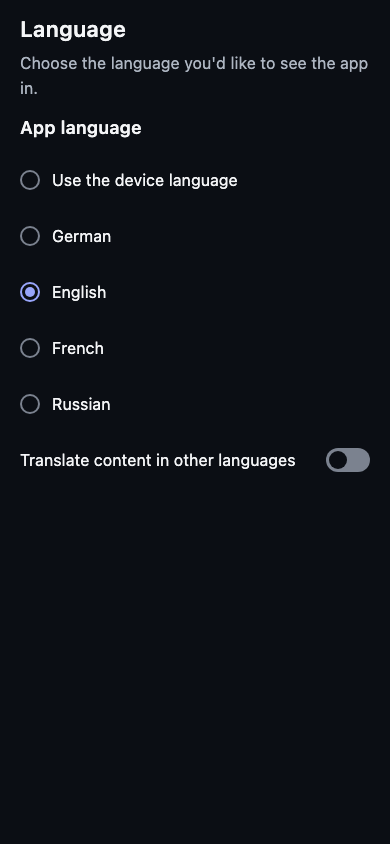 Language
Choose the language you'd like to see the app
in.
App language
Use the device language
German
English
French
Russian
Translate content in other languages